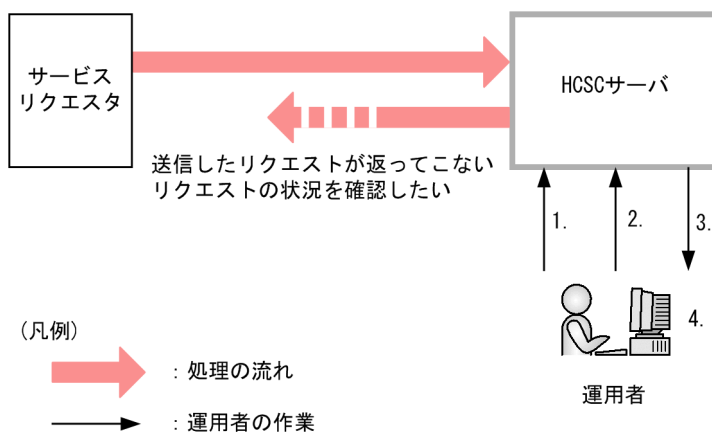 サービス
リクエスタ
HCSCサーバ
送信したリクエストが返ってこない
リクエストの状況を確認したい
1.
2.
3.
4.
運用者
(凡例)
：処理の流れ
：運用者の作業